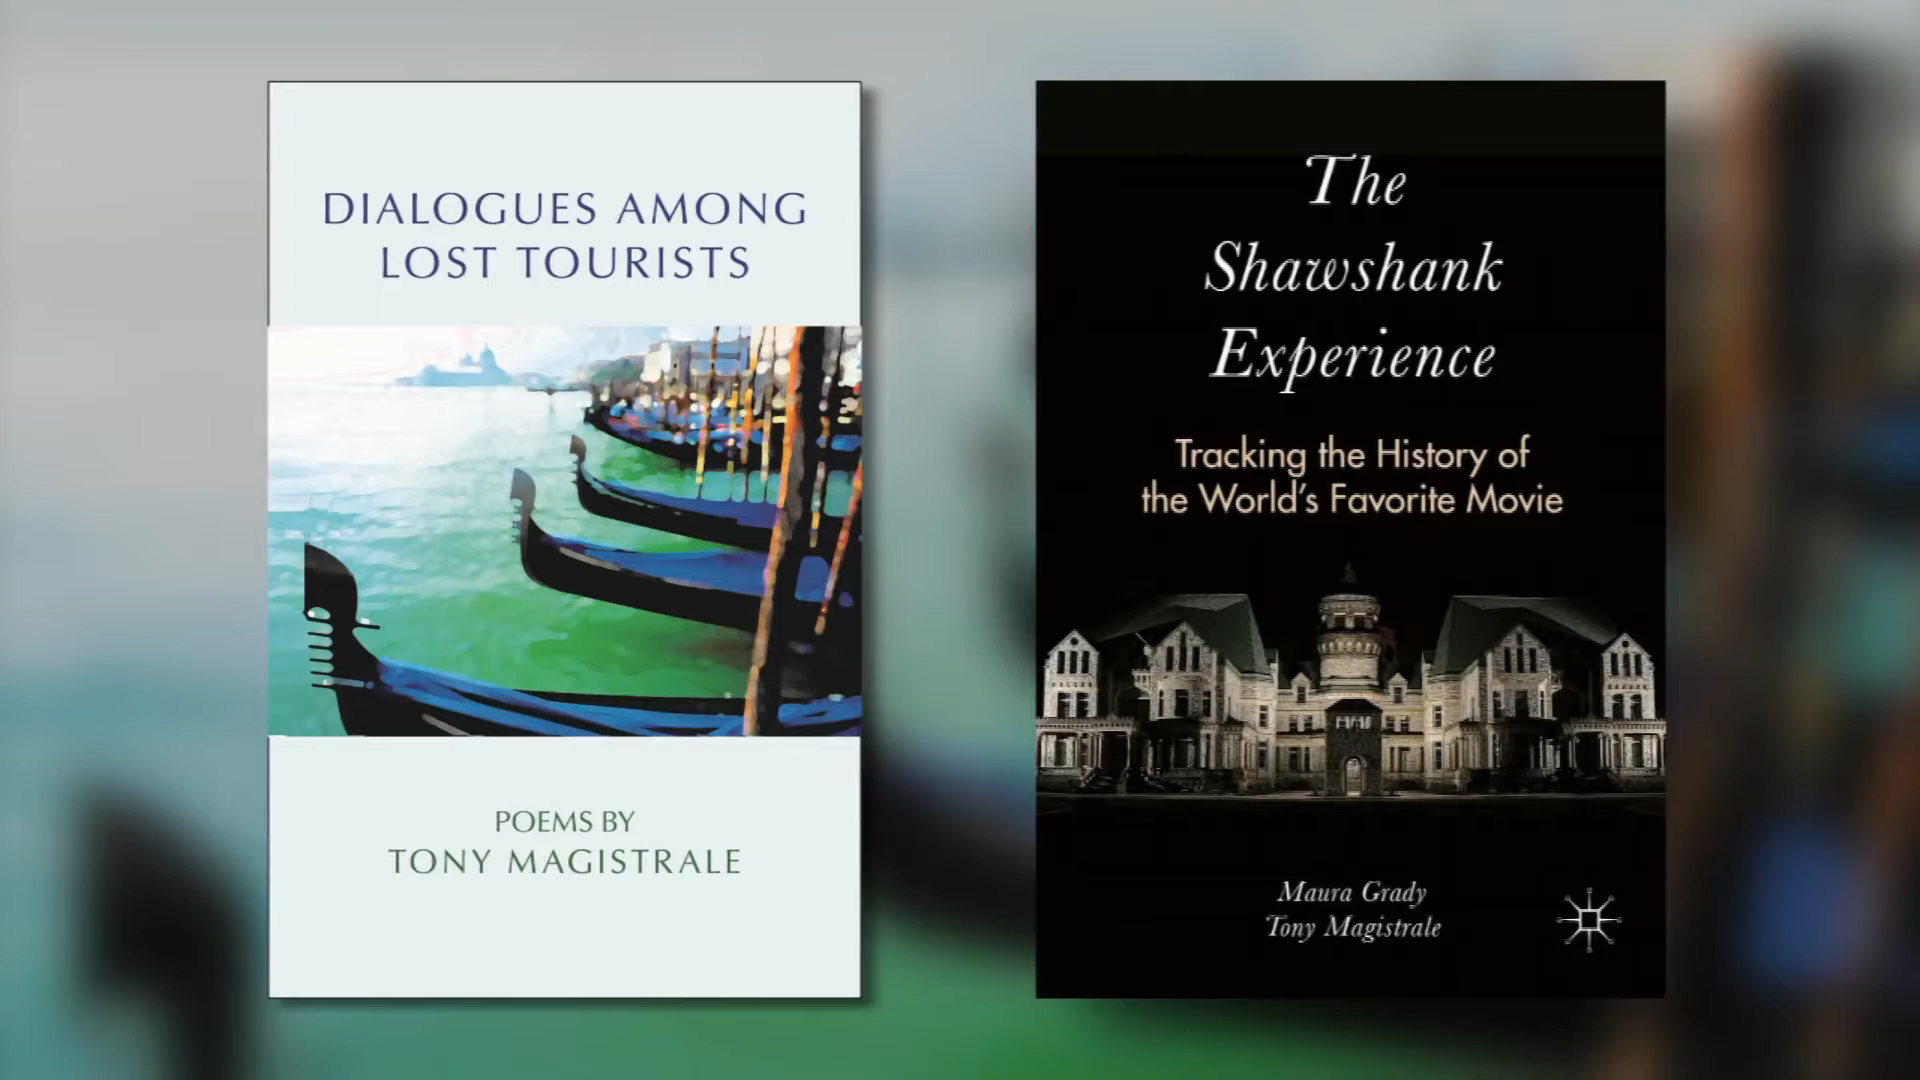 DIALOGUES AMONG
LOST TOURISTS
POEMS BY
TONY MAGISTRALE
The
Shawshank
Experience
Tracking the History of
the World's Favorite Movie
Maura Grady
Tony Magistrale